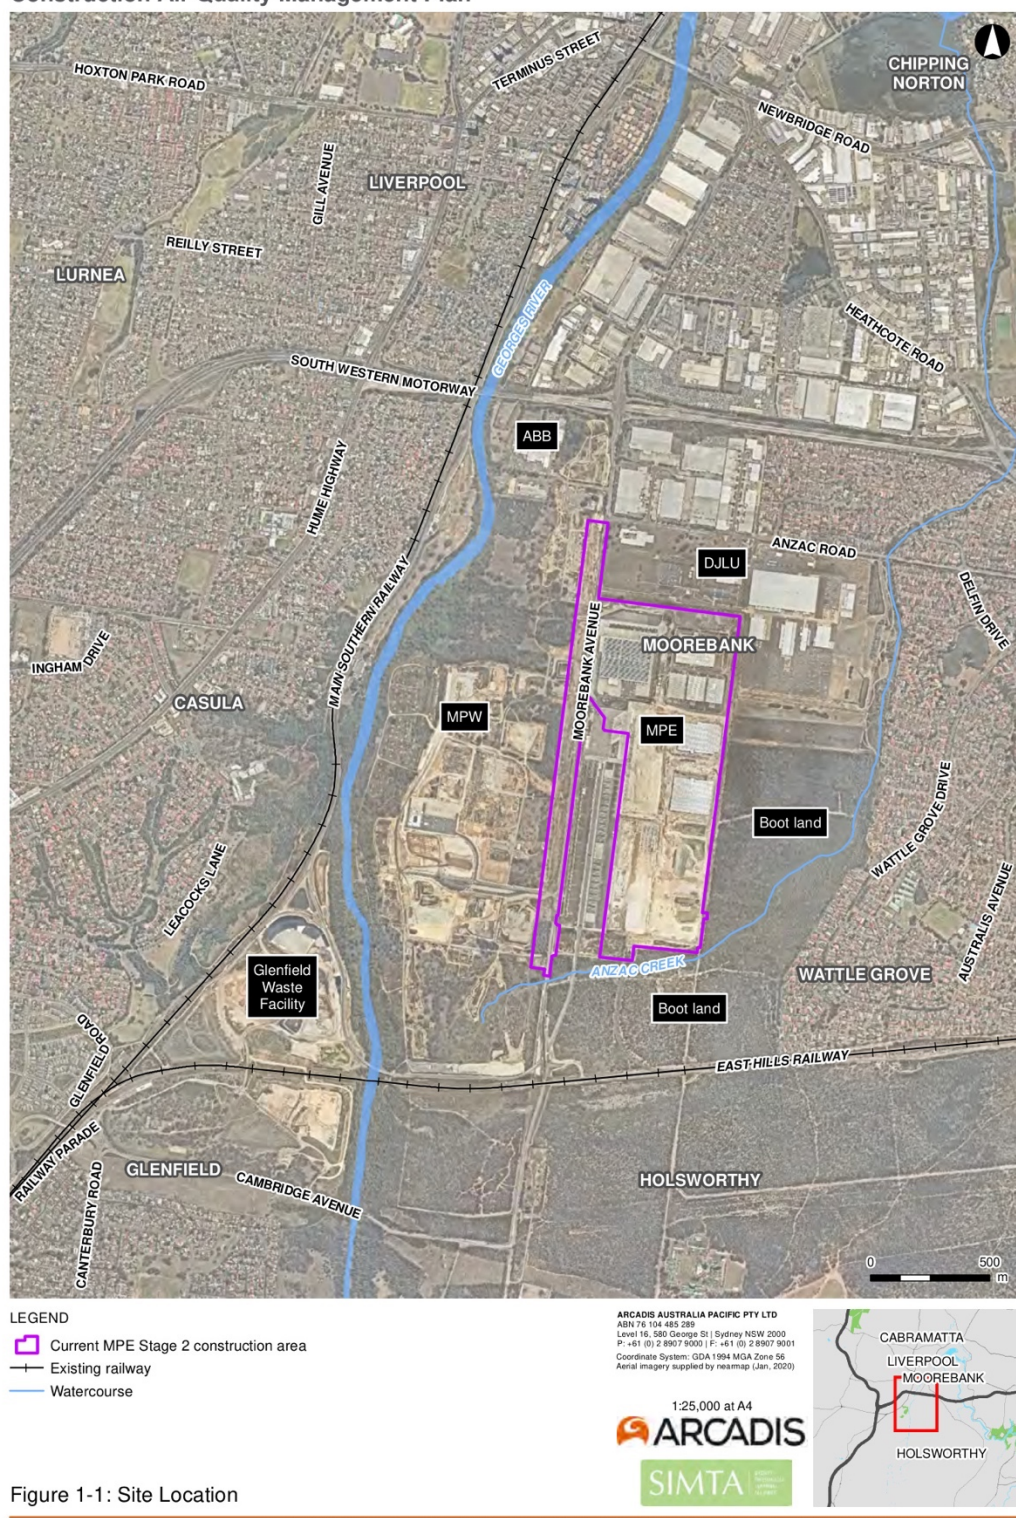 Construction Air Quality Management Plan
CHIPPING
NORTON
TERMINUS STREET
HOXTON PARK ROAD
NEWBRIDGE ROAD
GILL AVENUE
LIVERPOOL
REILLY STREET
LURNEA
GEORGES RIVER
HEATHCOTE ROAD
SOUTH WESTERN MOTORWAY
ABB
HUME HIGHWAY
ANZAC ROAD
DJLU
DELFIN DRIVE
MAIN SOUTHERN RAILWAY
MOOREBANK AVENUE
MOOREBANK
INGHAM DRIVE
CASULA
MPW
MPE
Boot land
WATTLE GROVE DRIVE
LEACOCKS LANE
AUSTRALIS AVENUE
Glenfield
Waste
Facility
ANZAC CREEK
WATTLE GROVE
Boot land
GLENFIELD ROAD
EAST HILLS RAILWAY
RAILWAY PARADE
GLENFIELD
CAMBRIDGE AVENUE
HOLSWORTHY
CANTERBURY ROAD
0 500
m
LEGEND
Current MPE Stage 2 construction area
Existing railway
Watercourse
ARCADIS AUSTRALIA PACIFIC PTY LTD
ABN 76 104 485 289
Level 16, 580 George St | Sydney NSW 2000
P: +61 (0) 2 8907 9000 | F: +61 (0) 2 8907 9001
Coordinate System: GDA 1994 MGA Zone 56
Aerial imagery supplied by nearmap (Jan, 2020)
1:25,000 at A4
ARCADIS
SIMTA
CABRAMATTA
LIVERPOOL
MOOREBANK
HOLSWORTHY
Figure 1-1: Site Location